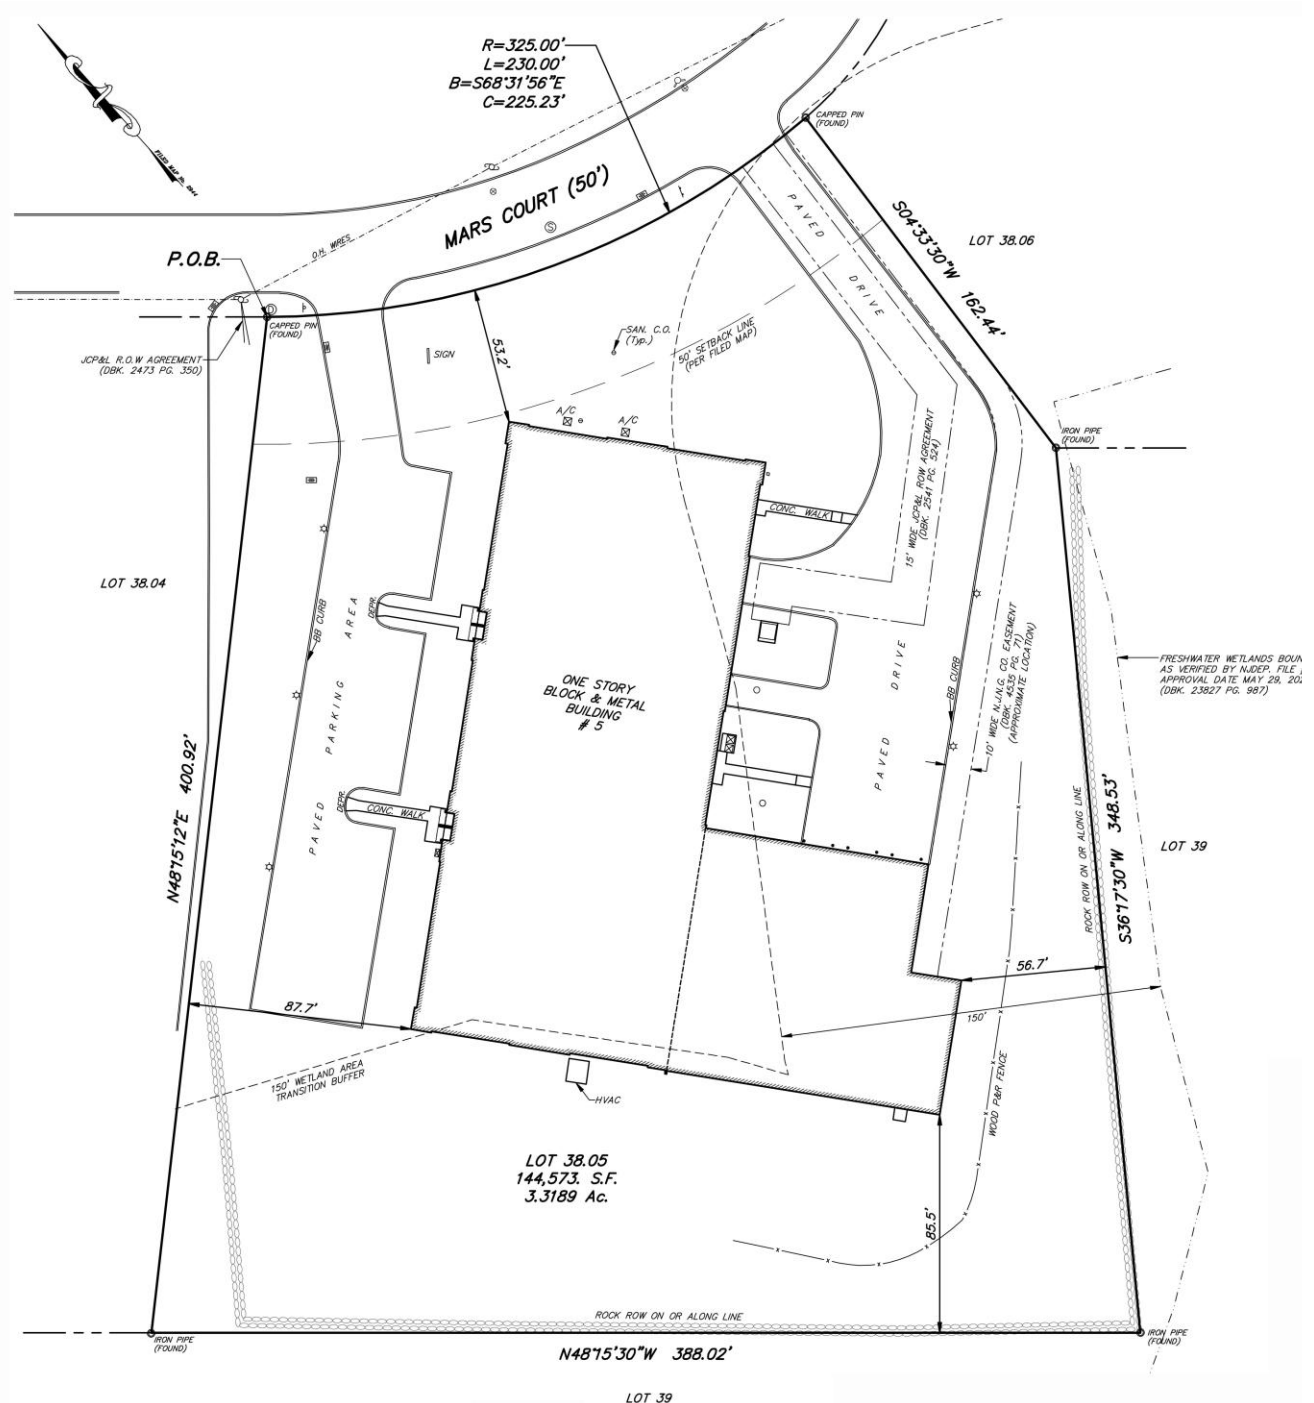 R=325.00'
L=230.00'
B=S68°31'56"E
C=225.23'
CAPPED PIN
(FOUND)
FILED MAP No.
MARS COURT (50')
O.H. WIRES
P.O.B.
CAPPED PIN
(FOUND)
JCP&L R.O.W AGREEMENT
(DBK. 2473 PG. 350)
SIGN
53.2'
SAN. C.O.
(Typ.)
50' SETBACK LINE
(PER FILED MAP)
PAVED
DRIVE
S04°33'30"W 162.44'
LOT 38.06
IRON PIPE
(FOUND)
A/C
A/C
CONC. WALK
15' WIDE JCP&L ROW AGREEMENT
(DBK. 2541 PG. 524)
LOT 38.04
DEPR.
BB CURB
PAVED PARKING AREA
ONE STORY
BLOCK & METAL
BUILDING
# 5
PAVED DRIVE
BB CURB
10' WIDE N.J.N.G. CO. EASEMENT
(DBK. 4535 PG. 71)
(APPROXIMATE LOCATION)
FRESHWATER WETLANDS BOUN
AS VERIFIED BY NJDEP, FILE
APPROVAL DATE MAY 29, 20
(DBK. 23827 PG. 987)
N48°15'12"E 400.92'
DEPR.
CONC. WALK
ROCK ROW ON OR ALONG LINE
S36°17'30"W 348.53'
LOT 39
87.7'
56.7'
150'
150' WETLAND AREA
TRANSITION BUFFER
HVAC
WOOD P&R FENCE
LOT 38.05
144,573. S.F.
3.3189 Ac.
85.5'
ROCK ROW ON OR ALONG LINE
IRON PIPE
(FOUND)
N48°15'30"W 388.02'
IRON PIPE
(FOUND)
LOT 39